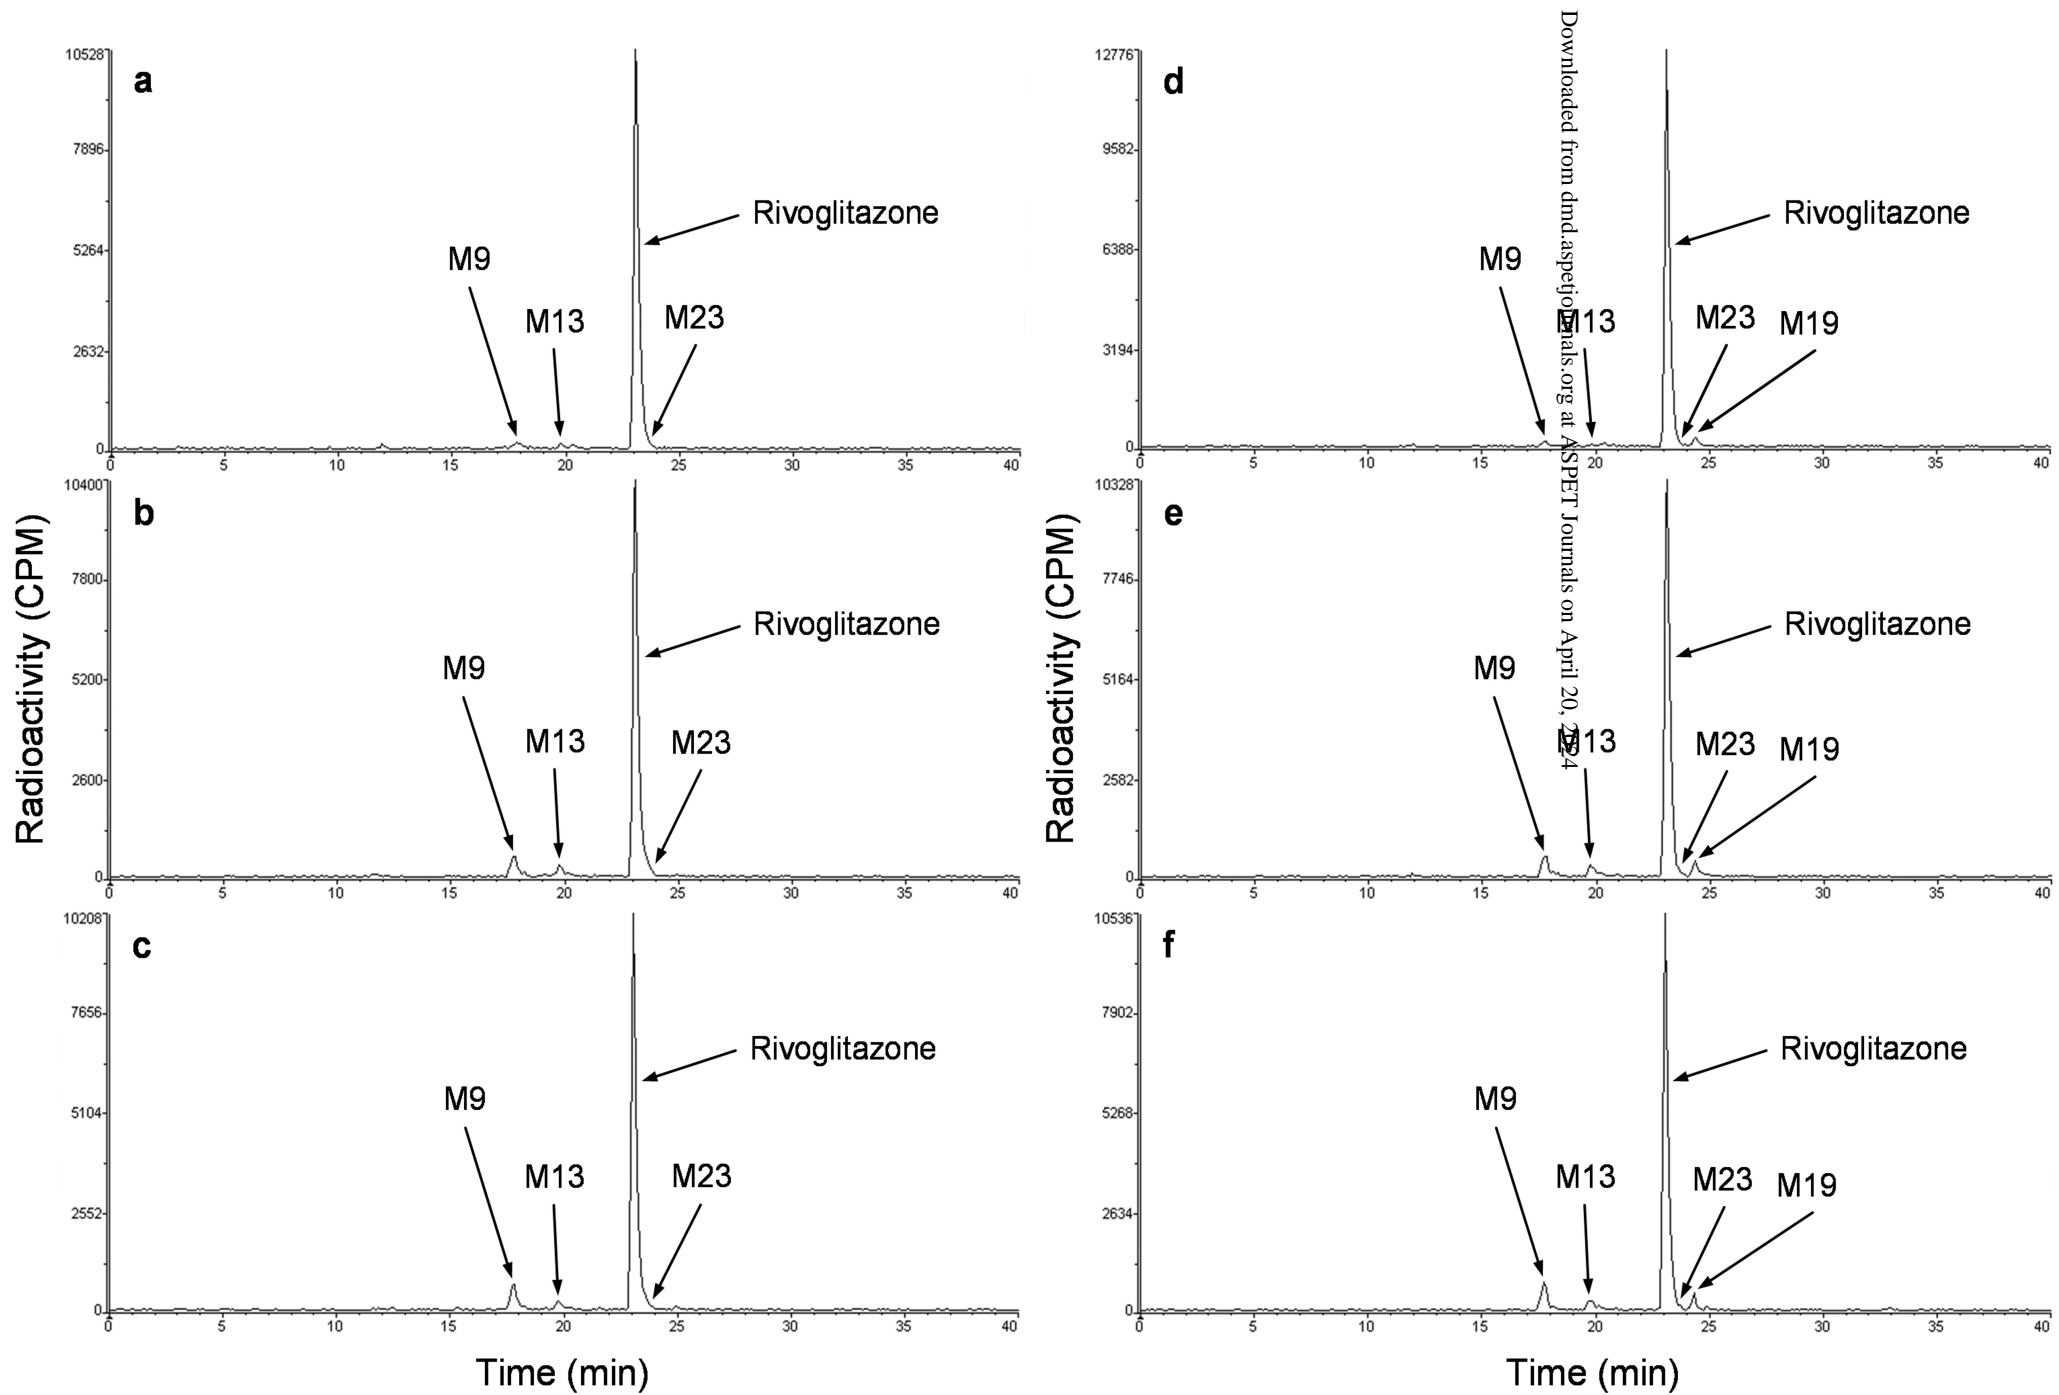 a
10528
7896
5264
2632
0
Rivoglitazone
M9
M13
M23
0 5 10 15 20 25 30 35 40
b
10400
7800
5200
2600
0
Rivoglitazone
M9
M13
M23
0 5 10 15 20 25 30 35 40
c
10208
7656
5104
2552
0
Rivoglitazone
M9
M13
M23
0 5 10 15 20 25 30 35 40
Radioactivity (CPM)
Time (min)
d
12776
9582
6388
3194
0
Rivoglitazone
M9
M13
M23
M19
0 5 10 15 20 25 30 35 40
e
10328
7746
5164
2582
0
Rivoglitazone
M9
M13
M23
M19
0 5 10 15 20 25 30 35 40
f
10536
7902
5268
2634
0
Rivoglitazone
M9
M13
M23
M19
0 5 10 15 20 25 30 35 40
Radioactivity (CPM)
Time (min)
Downloaded from dmd.aspetjournals.org at ASPET Journals on April 20, 2024